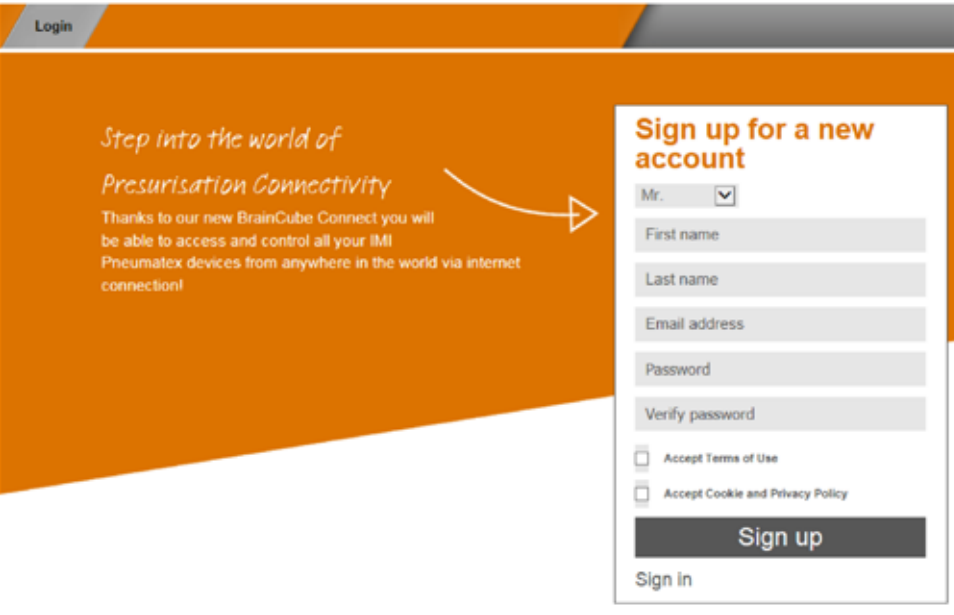 Login
Step into the world of
Presurisation Connectivity
Thanks to our new BrainCube Connect you will
be able to access and control all your IMI
Pneumatex devices from anywhere in the world via internet
connection!
Sign up for a new
account
Mr.
First name
Last name
Email address
Password
Verify password
Accept Terms of Use
Accept Cookie and Privacy Policy
Sign up
Sign in